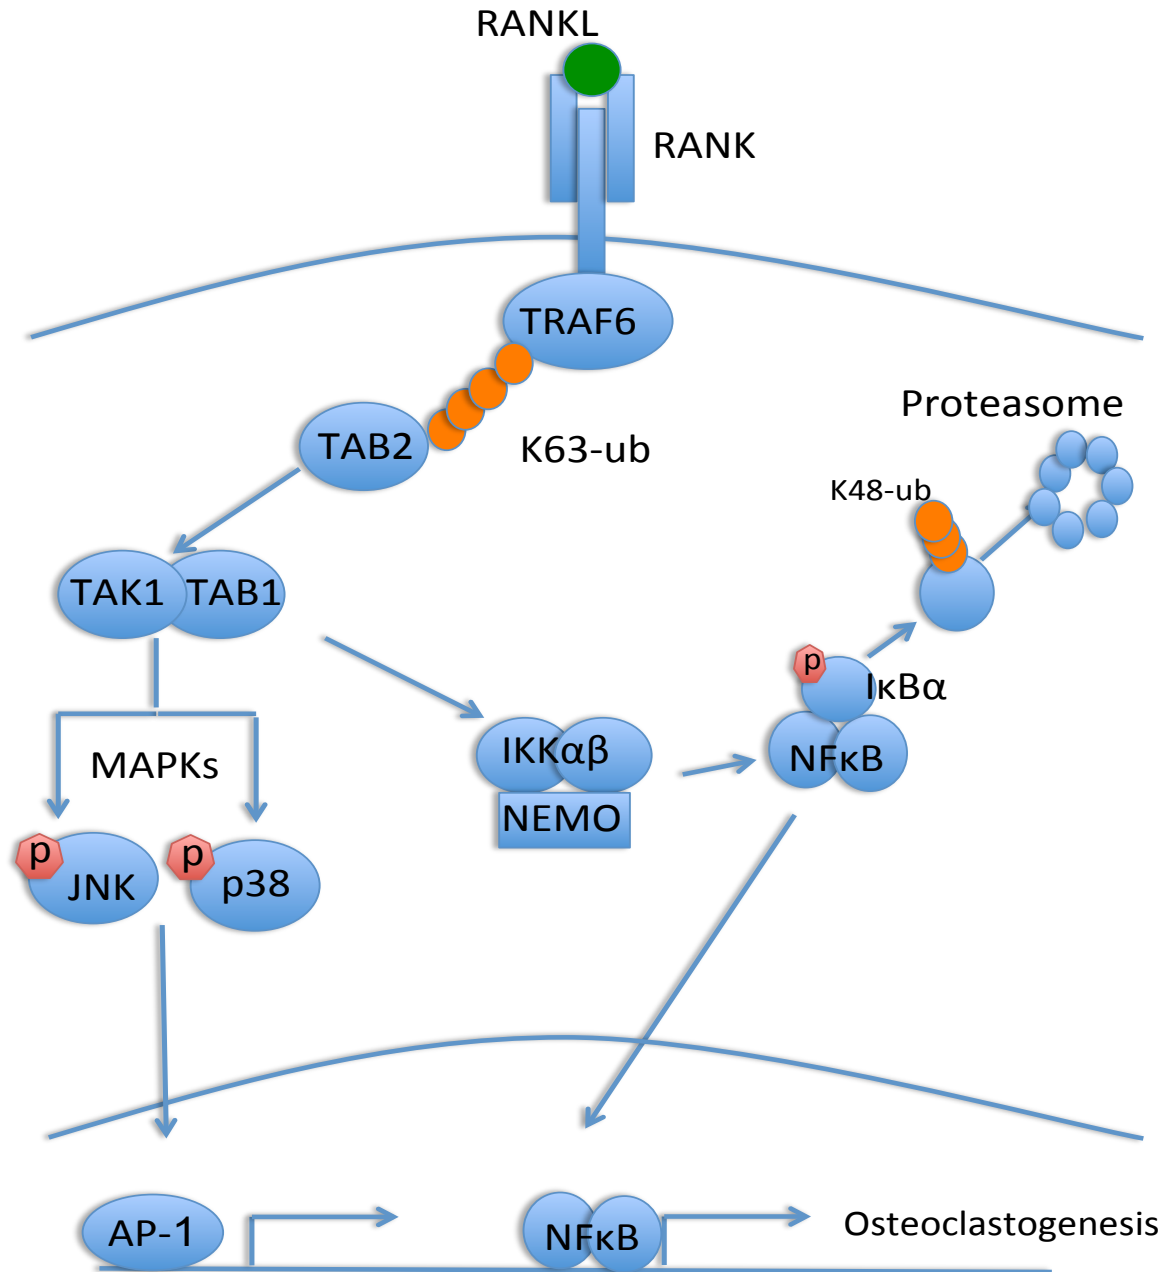 RANKL
RANK
TRAF6
Proteasome
TAB2
K63-ub
K48-ub
TAK1
TAB1
p
IκBα
IKKαβ
NFκB
MAPKs
NEMO
p
p
JNK
p38
AP-1
NFκB
Osteoclastogenesis